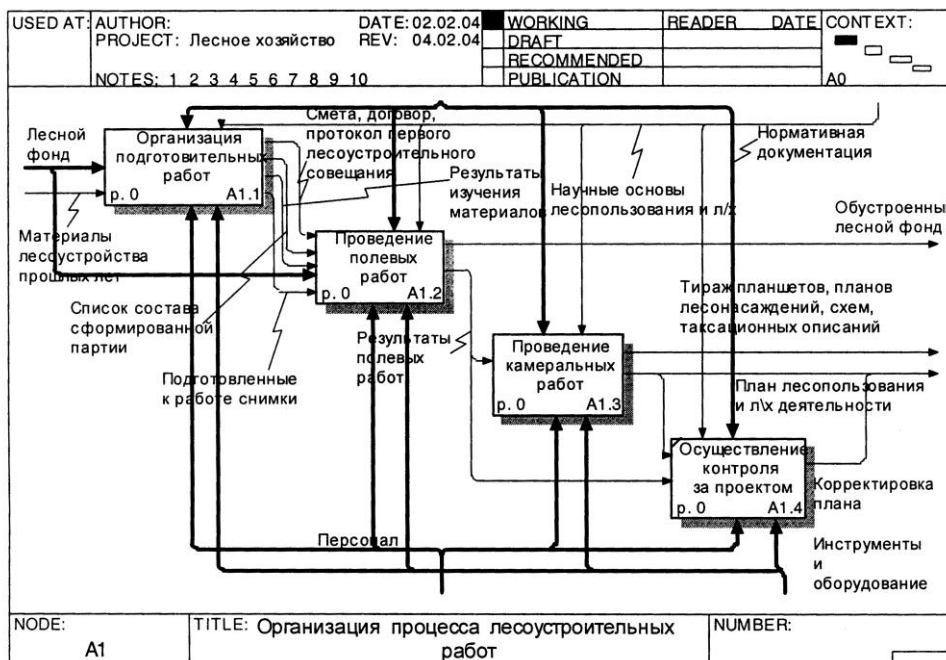 USED AT:
AUTHOR:
DATE: 02.02.04
PROJECT: Лесное хозяйство
REV: 04.02.04
NOTES: 1 2 3 4 5 6 7 8 9 10
WORKING
DRAFT
RECOMMENDED
PUBLICATION
READER
DATE
CONTEXT:
A0
Лесной
фонд
Организация
подготовительных
работ
р. 0
A1.1
Смета, договор,
протокол первого
лесоустроительного
совещания
Результаты
изучения
материалов
Научные основы
лесопользования и л/х
Нормативная
документация
Обустроенны
лесной фонд
Материалы
лесоустройства
прошлых лет
Проведение
полевых
работ
р. 0
A1.2
Список состава
сформированной
партии
Подготовленные
к работе снимки
Результаты
полевых
работ
Тираж планшетов, планов
лесонасаждений, схем,
таксационных описаний
Проведение
камеральных
работ
р. 0
A1.3
План лесопользования
и л\х деятельности
Осуществление
контроля
за проектом
р. 0
A1.4
Корректировка
плана
Персонал
Инструменты
и
оборудование
NODE:
A1
TITLE: Организация процесса лесоустроительных
работ
NUMBER: